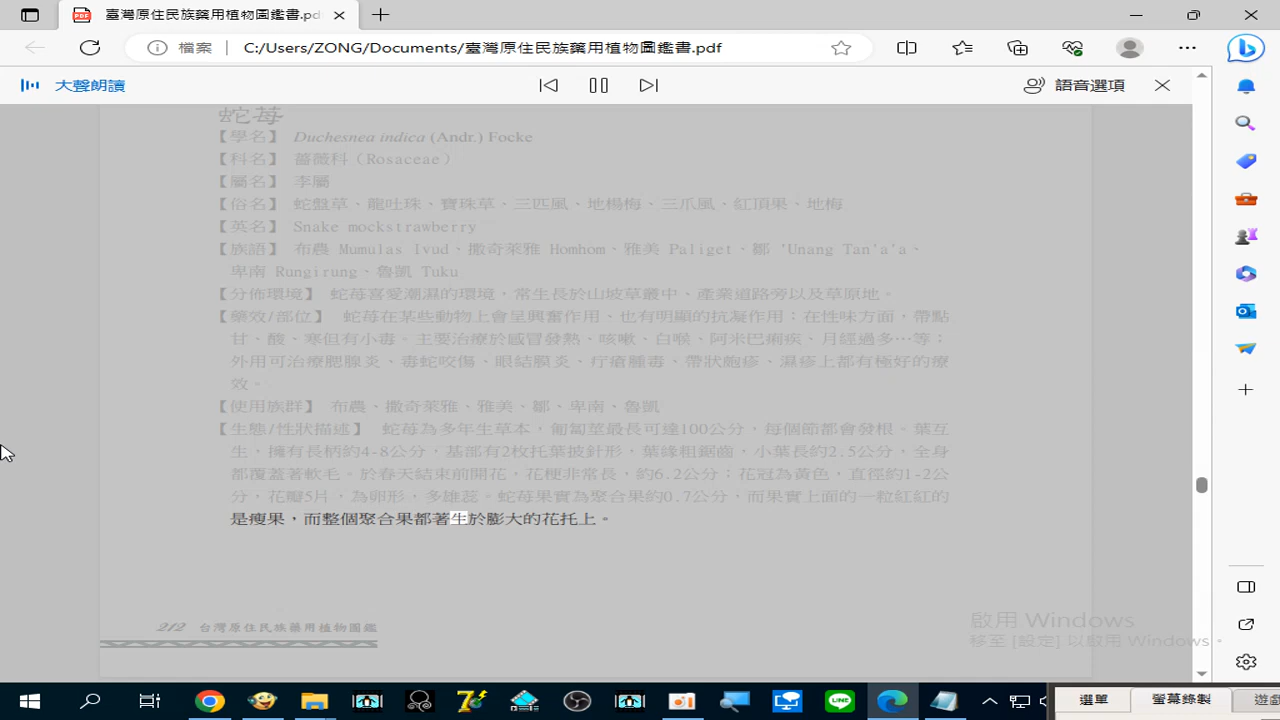 臺灣原住民族藥用植物圖鑑書.pd
檔案
C:/Users/ZONG/Documents/臺灣原住民族藥用植物圖鑑書.pdf
大聲朗讀
語音選項
蛇莓
【學名】 Duchesnea indica (Andr.) Focke
【科名】 薔薇科（Rosaceae）
【屬名】 李屬
【俗名】 蛇盤草、龍吐珠、寶珠草、三匹風、地楊梅、三爪風、紅頂果、地梅
【英名】 Snake mockstrawberry
【族語】 布農 Mumulas Ivud、撒奇萊雅 Homhom、雅美 Paliget、鄒 'Unang Tan'a'a、
卑南 Rungirung、魯凱 Tuku
【分佈環境】 蛇莓喜愛潮濕的環境，常生長於山坡草叢中、產業道路旁以及草原地。
【藥效/部位】 蛇莓在某些動物上會呈興奮作用、也有明顯的抗凝作用；在性味方面，帶點
甘、酸、寒但有小毒。主要治療於感冒發熱、咳嗽、白喉、阿米巴痢疾、月經過多…等；
外用可治療腮腺炎、毒蛇咬傷、眼結膜炎、疔瘡腫毒、帶狀皰疹、濕疹上都有極好的療
效。
【使用族群】 布農、撒奇萊雅、雅美、鄒、卑南、魯凱
【生態/性狀描述】 蛇莓為多年生草本，匍匐莖最長可達100公分、每個節都會發根。葉互
生，擁有長柄約4-8公分，基部有2枚托葉披針形，葉緣粗鋸齒，小葉長約2.5公分，全身
都覆蓋著軟毛。於春天結束前開花，花梗非常長，約6.2公分；花冠為黃色，直徑約1-2公
分，花瓣5片，為卵形，多雄蕊。蛇莓果實為聚合果約0.7公分，而果實上面的一粒紅紅的
是瘦果，而整個聚合果都著生於膨大的花托上。
212 台灣原住民族藥用植物圖鑑
啟用 Windows
移至 [設定] 以啟用 Windows。
選單
螢幕錄製
遊戲